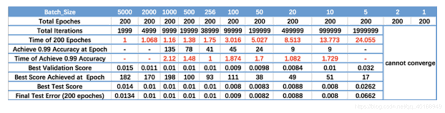 Batch_Size 5000 2000 1000 500 256 100 50 20 10 5 2 1
Total Epoches 200 200 200 200 200 200 200 200 200 200 200 200
Total Iterations 1999 4999 9999 19999 38999 99999 199999 499999 999999 1999999
Time of 200 Epoches 1 1.068 1.16 1.38 1.75 3.016 5.027 8.513 13.773 24.055
Achieve 0.99 Accuracy at Epoch - - 135 78 41 45 24 9 9 -
Time of Achieve 0.99 Accuracy - - 2.12 1.48 1 1.874 1.7 1.082 1.729 -
cannot converge
Best Validation Score 0.015 0.011 0.01 0.01 0.01 0.009 0.0098 0.0084 0.01 0.032
Best Score Achieved at Epoch 182 170 198 100 93 111 38 49 51 17
Best Test Score 0.014 0.01 0.01 0.01 0.01 0.008 0.0083 0.0088 0.008 0.0262
Final Test Error (200 epoches) 0.0134 0.01 0.01 0.01 0.01 0.009 0.0082 0.0088 0.008 0.0662